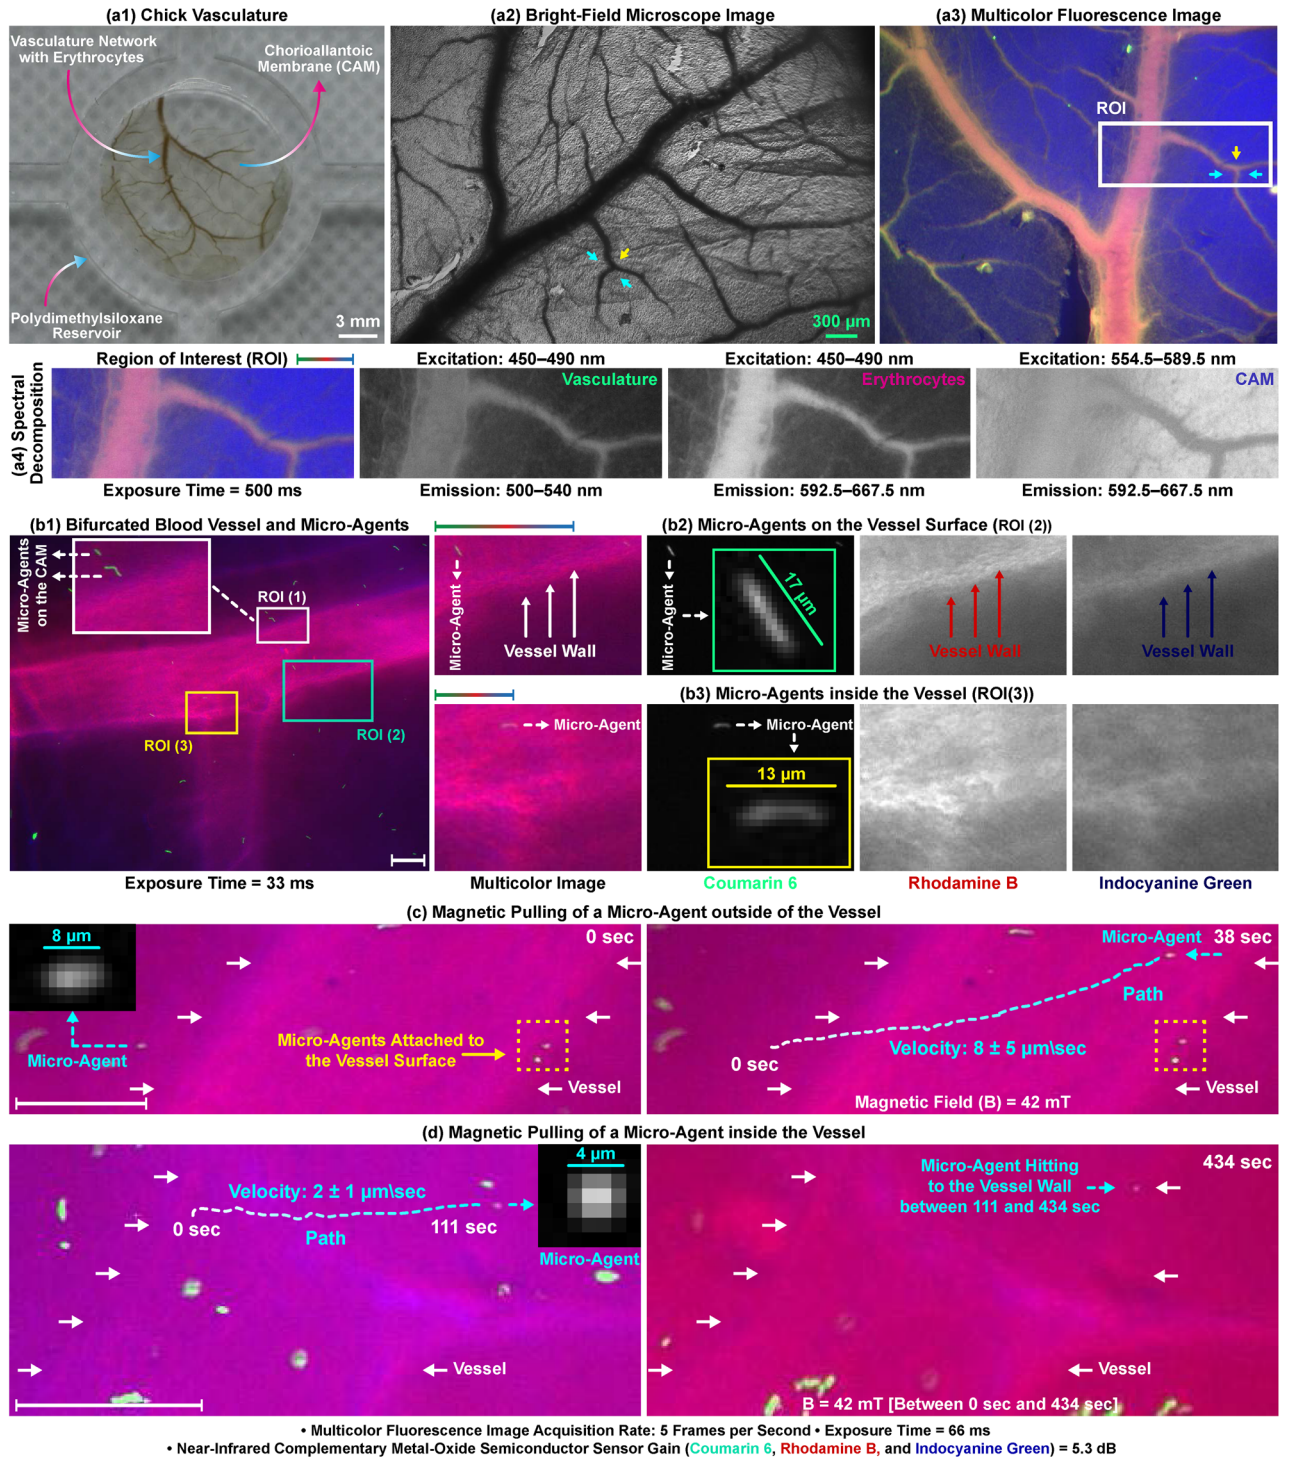 (a1) Chick Vasculature
Vasculature Network
with Erythrocytes
Chorioallantoic
Membrane (CAM)
Polydimethylsiloxane
Reservoir
3 mm
(a2) Bright-Field Microscope Image
300 µm
(a3) Multicolor Fluorescence Image
ROI
(a4) Spectral
Decomposition
Region of Interest (ROI)
Exposure Time = 500 ms
Excitation: 450–490 nm
Vasculature
Emission: 500–540 nm
Excitation: 450–490 nm
Erythrocytes
Emission: 592.5–667.5 nm
Excitation: 554.5–589.5 nm
CAM
Emission: 592.5–667.5 nm
(b1) Bifurcated Blood Vessel and Micro-Agents
Micro-Agents
on the CAM
ROI (1)
ROI (2)
ROI (3)
Exposure Time = 33 ms
(b2) Micro-Agents on the Vessel Surface (ROI (2))
Micro-Agent
Vessel Wall
Micro-Agent
17 µm
Vessel Wall
Vessel Wall
(b3) Micro-Agents inside the Vessel (ROI(3))
Micro-Agent
Micro-Agent
13 µm
Multicolor Image
Coumarin 6
Rhodamine B
Indocyanine Green
(c) Magnetic Pulling of a Micro-Agent outside of the Vessel
8 µm
0 sec
Micro-Agent
Micro-Agents Attached to
the Vessel Surface
Vessel
Micro-Agent
38 sec
Path
Velocity: 8 ± 5 µm\sec
0 sec
Vessel
Magnetic Field (B) = 42 mT
(d) Magnetic Pulling of a Micro-Agent inside the Vessel
4 µm
Velocity: 2 ± 1 µm\sec
0 sec
111 sec
Path
Micro-Agent
Vessel
Micro-Agent Hitting
to the Vessel Wall
between 111 and 434 sec
434 sec
Vessel
B = 42 mT [Between 0 sec and 434 sec]
• Multicolor Fluorescence Image Acquisition Rate: 5 Frames per Second • Exposure Time = 66 ms
• Near-Infrared Complementary Metal-Oxide Semiconductor Sensor Gain (Coumarin 6, Rhodamine B, and Indocyanine Green) = 5.3 dB